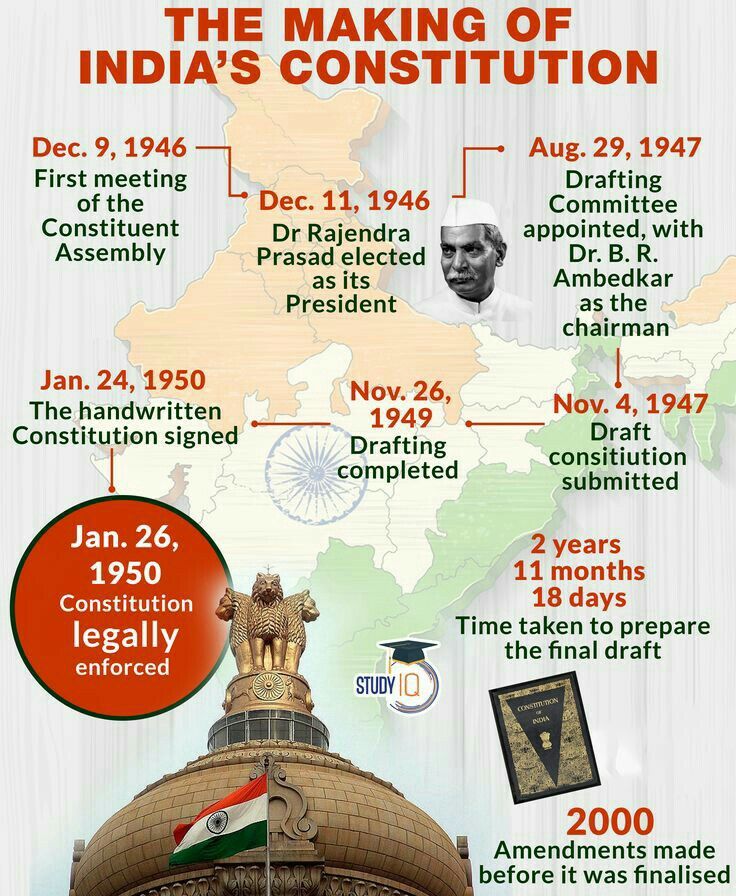 THE MAKING OF
INDIA'S CONSTITUTION
Dec. 9, 1946
First meeting
of the
Constituent
Assembly
Dec. 11, 1946
Dr Rajendra
Prasad elected
as its
President
Aug. 29, 1947
Drafting
Committee
appointed, with
Dr. B. R.
Ambedkar
as the
chairman
Nov. 4, 1947
Draft
consitiution
submitted
Nov. 26,
1949
Drafting
completed
Jan. 24, 1950
The handwritten
Constitution signed
Jan. 26,
1950
Constitution
legally
enforced
2 years
11 months
18 days
Time taken to prepare
the final draft
STUDY IQ
CONSTITUTION
OF
INDIA
2000
Amendments made
before it was finalised